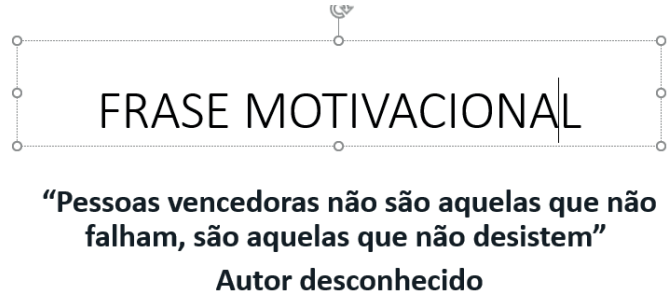 FRASE MOTIVACIONAL
“Pessoas vencedoras não são aquelas que não
falham, são aquelas que não desistem”
Autor desconhecido